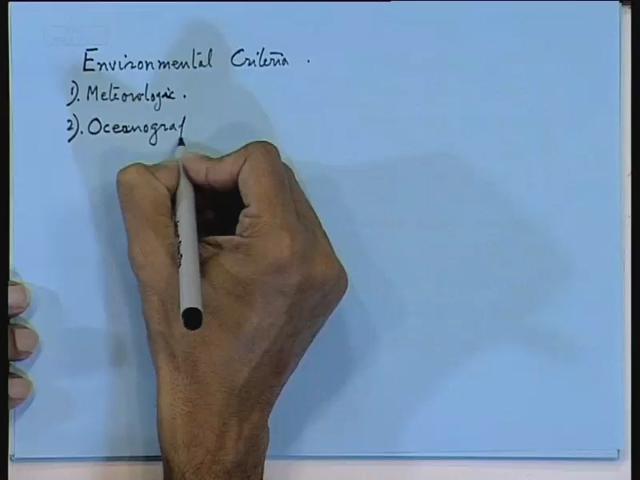 Environmental Criteria .
1). Meteorologic .
2). Oceanograf